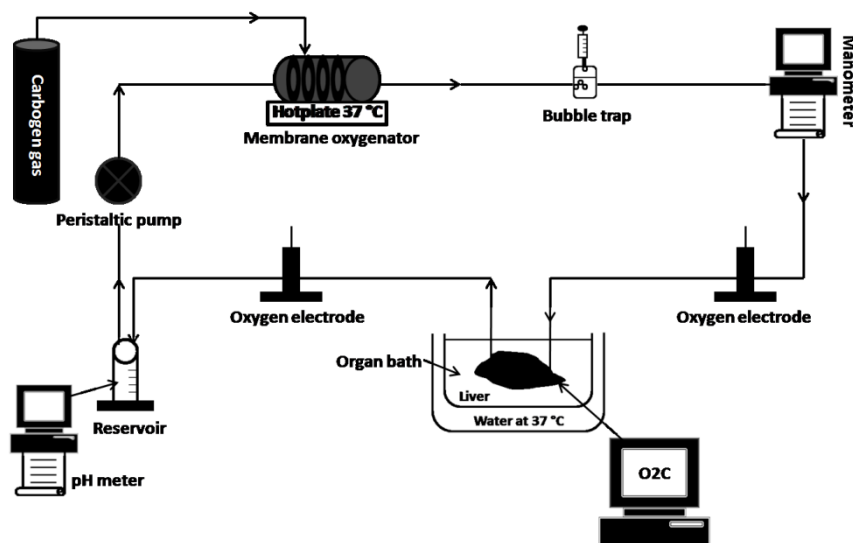 Carbogen gas
Hotplate 37 °C
Membrane oxygenator
Bubble trap
Manometer
Peristaltic pump
Oxygen electrode
Oxygen electrode
Organ bath
Liver
Water at 37 °C
Reservoir
pH meter
O2C